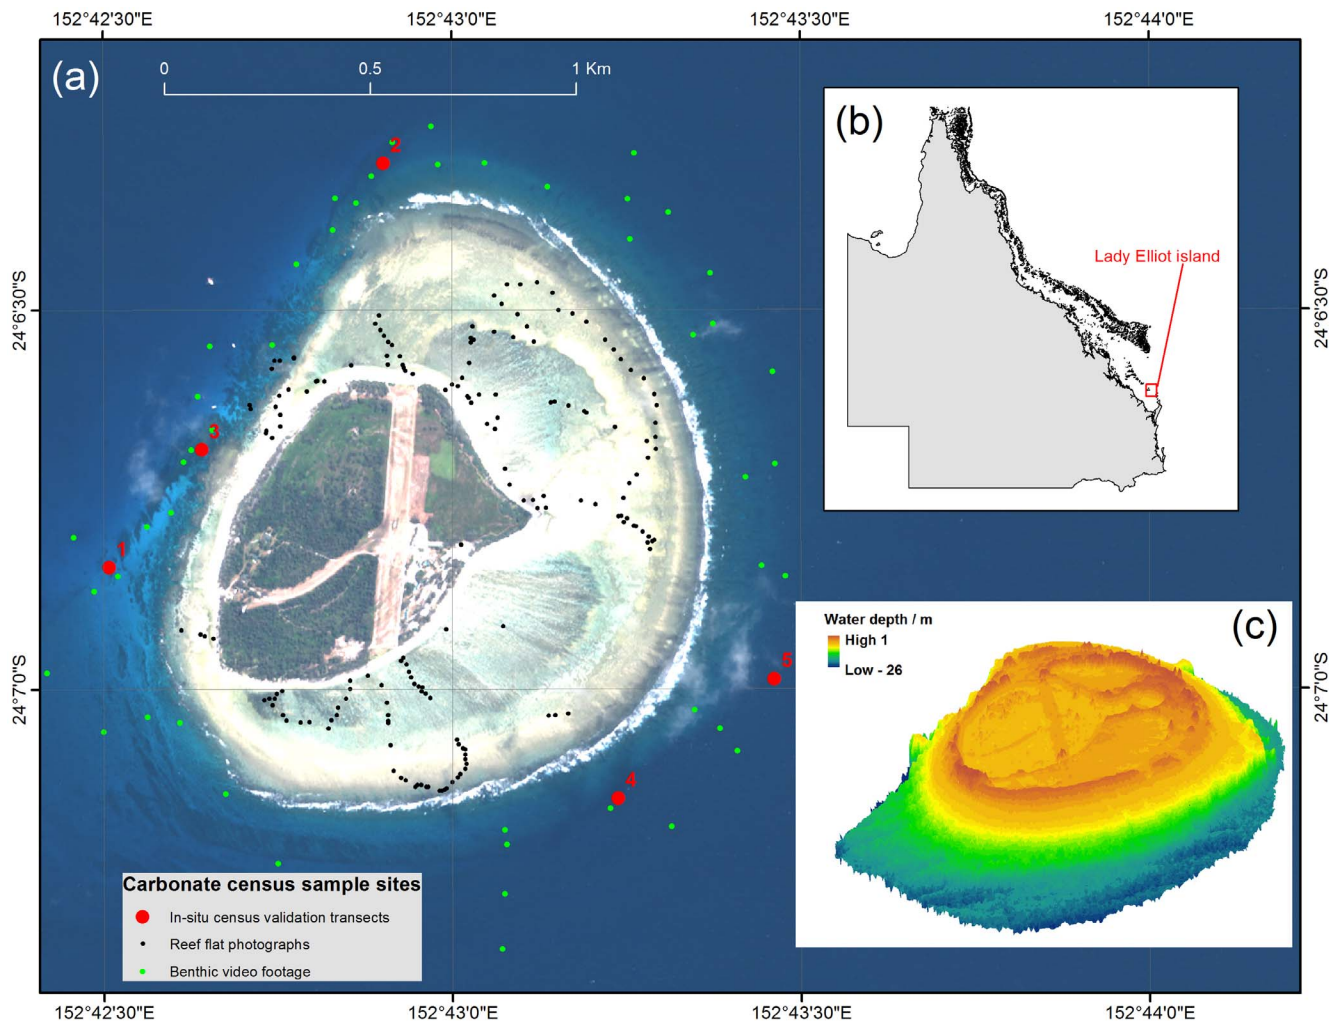 152°42'30"E 152°43'0"E 152°43'30"E 152°44'0"E
(a)
0 0.5 1 Km
(b)
2
Lady Elliot island
24°6'30"S 24°6'30"S
3
1
Water depth / m
High 1
Low - 26
(c)
5
24°7'0"S 24°7'0"S
4
Carbonate census sample sites
In-situ census validation transects
Reef flat photographs
Benthic video footage
152°42'30"E 152°43'0"E 152°43'30"E 152°44'0"E